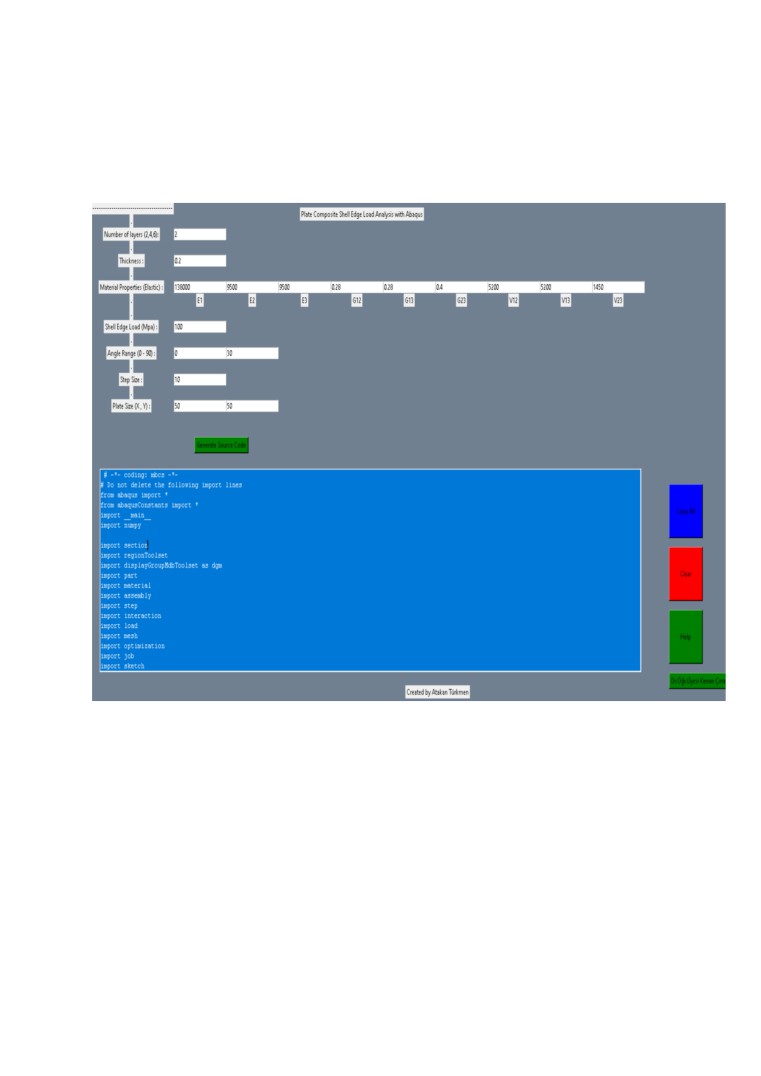 Plate Composite Shell Edge Load Analysis with Abaqus
Number of layers (2,4,6): 2
Thickness : 0.2
Material Properties (Elastic) : 138000 9500 9500 0.28 0.28 0.4 5200 5200 1450
E1 E2 E3 G12 G13 G23 V12 V13 V23
Shell Edge Load (Mpa) : 100
Angle Range (0 - 90) : 0 30
Step Size : 10
Plate Size (X , Y) : 50 50
Generate Source Code
# -*- coding: mbcs -*-
# Do not delete the following import lines
from abaqus import *
from abaqusConstants import *
import __main__
import numpy
import section
import regionToolset
import displayGroupMdbToolset as dgm
import part
import material
import assembly
import step
import interaction
import load
import mesh
import optimization
import job
import sketch
Copy All
Clear
Help
Created by Atakan Türkmen